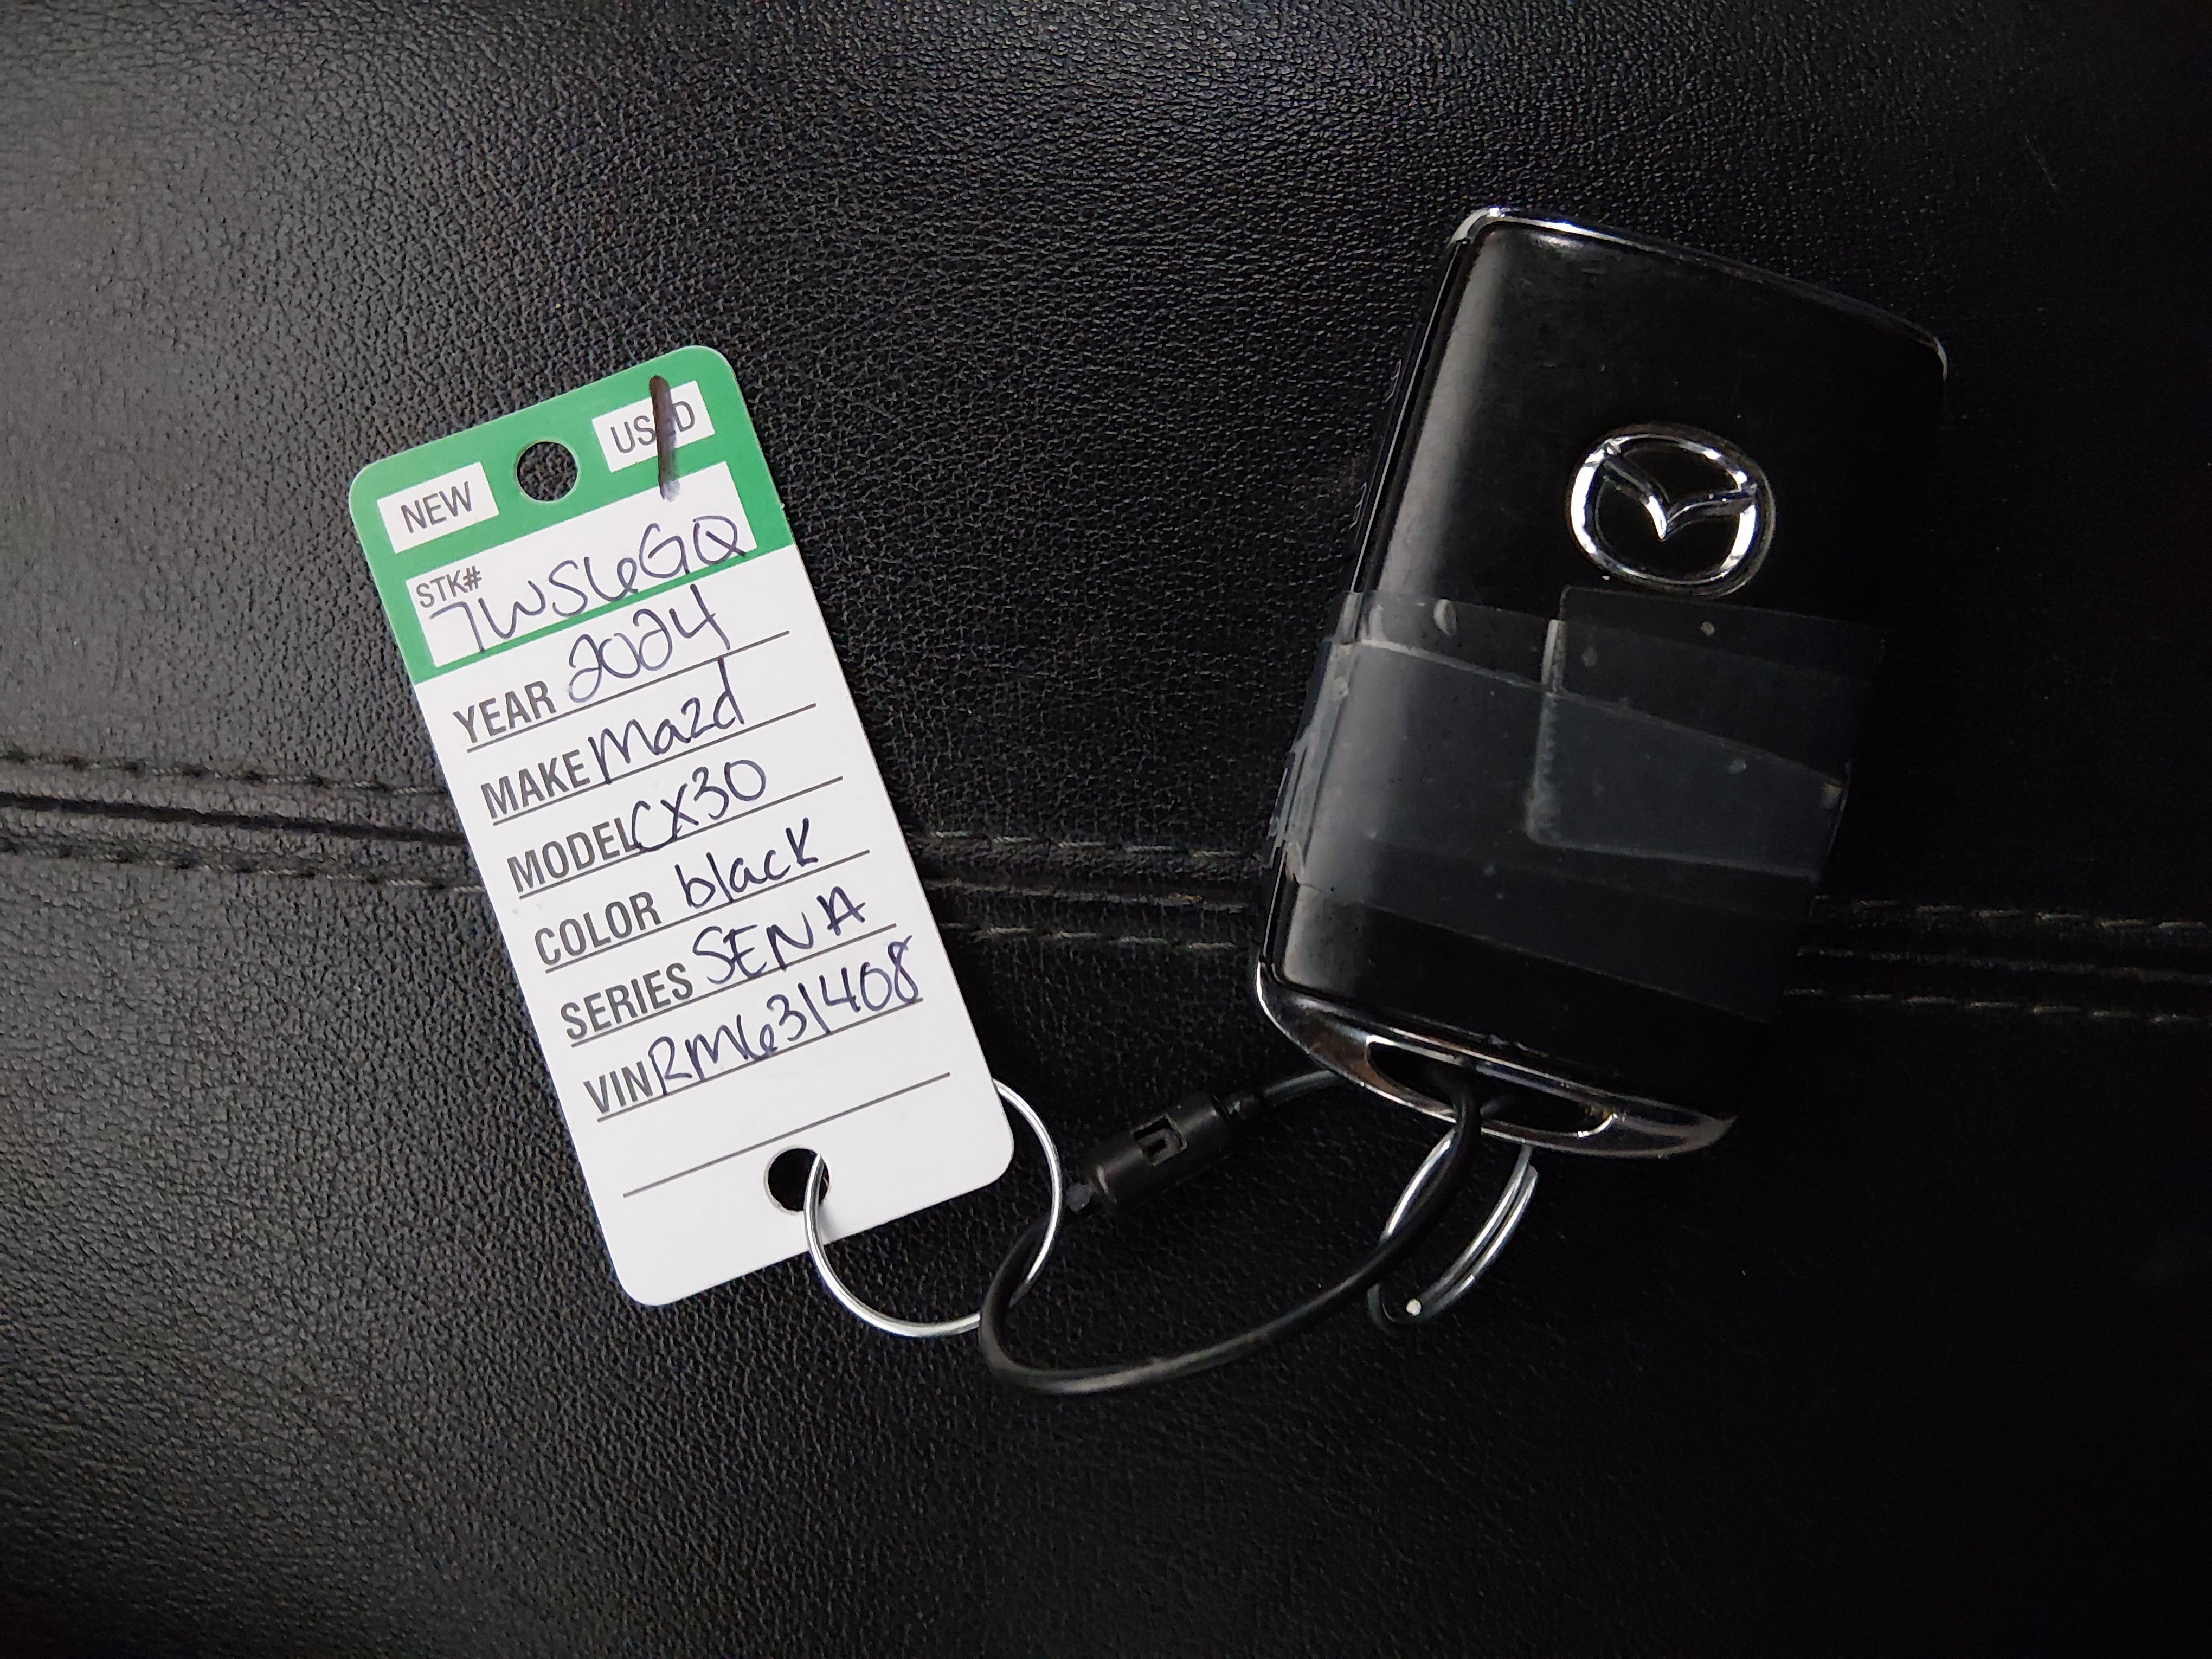 NEW USED
STK#
7WS6GQ
YEAR 2024
MAKE Mazd
MODEL CX30
COLOR black
SERIES SENA
VIN RM631408